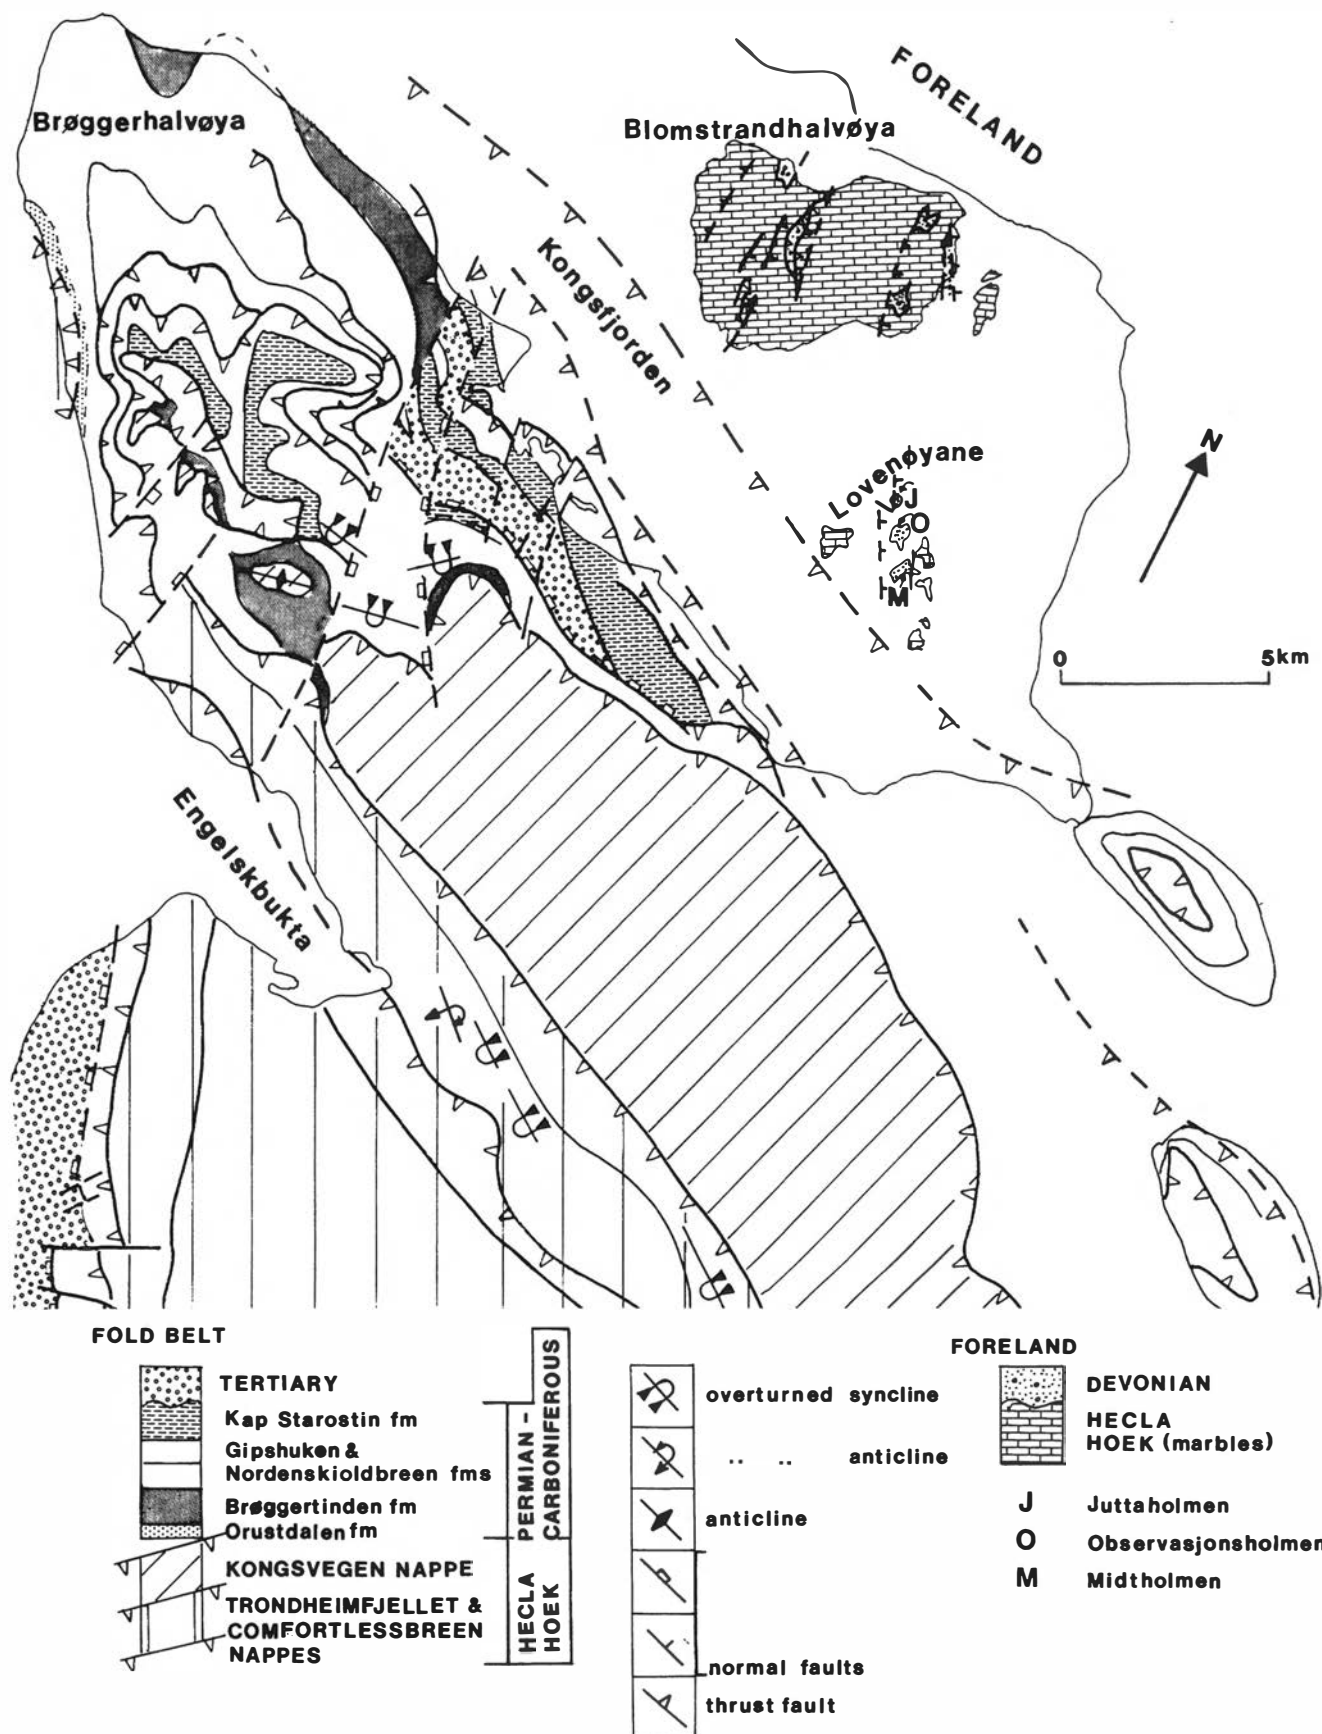 FORELAND
Brøggerhalvøya
Blomstrandhalvøya
Kongsfjorden
N
Lovenøyane
J
O
M
0 5km
Engelskbukta
FOLD BELT
TERTIARY
Kap Starostin fm
Gipshuken &
Nordenskioldbreen fms
Brøggertinden fm
Orustdalen fm
KONGSVEGEN NAPPE
TRONDHEIMFJELLET &
COMFORTLESSBREEN
NAPPES
PERMIAN -
CARBONIFEROUS
HECLA
HOEK
overturned syncline
.. .. anticline
anticline
normal faults
thrust fault
FORELAND
DEVONIAN
HECLA
HOEK (marbles)
J Juttaholmen
O Observasjonsholmen
M Midtholmen